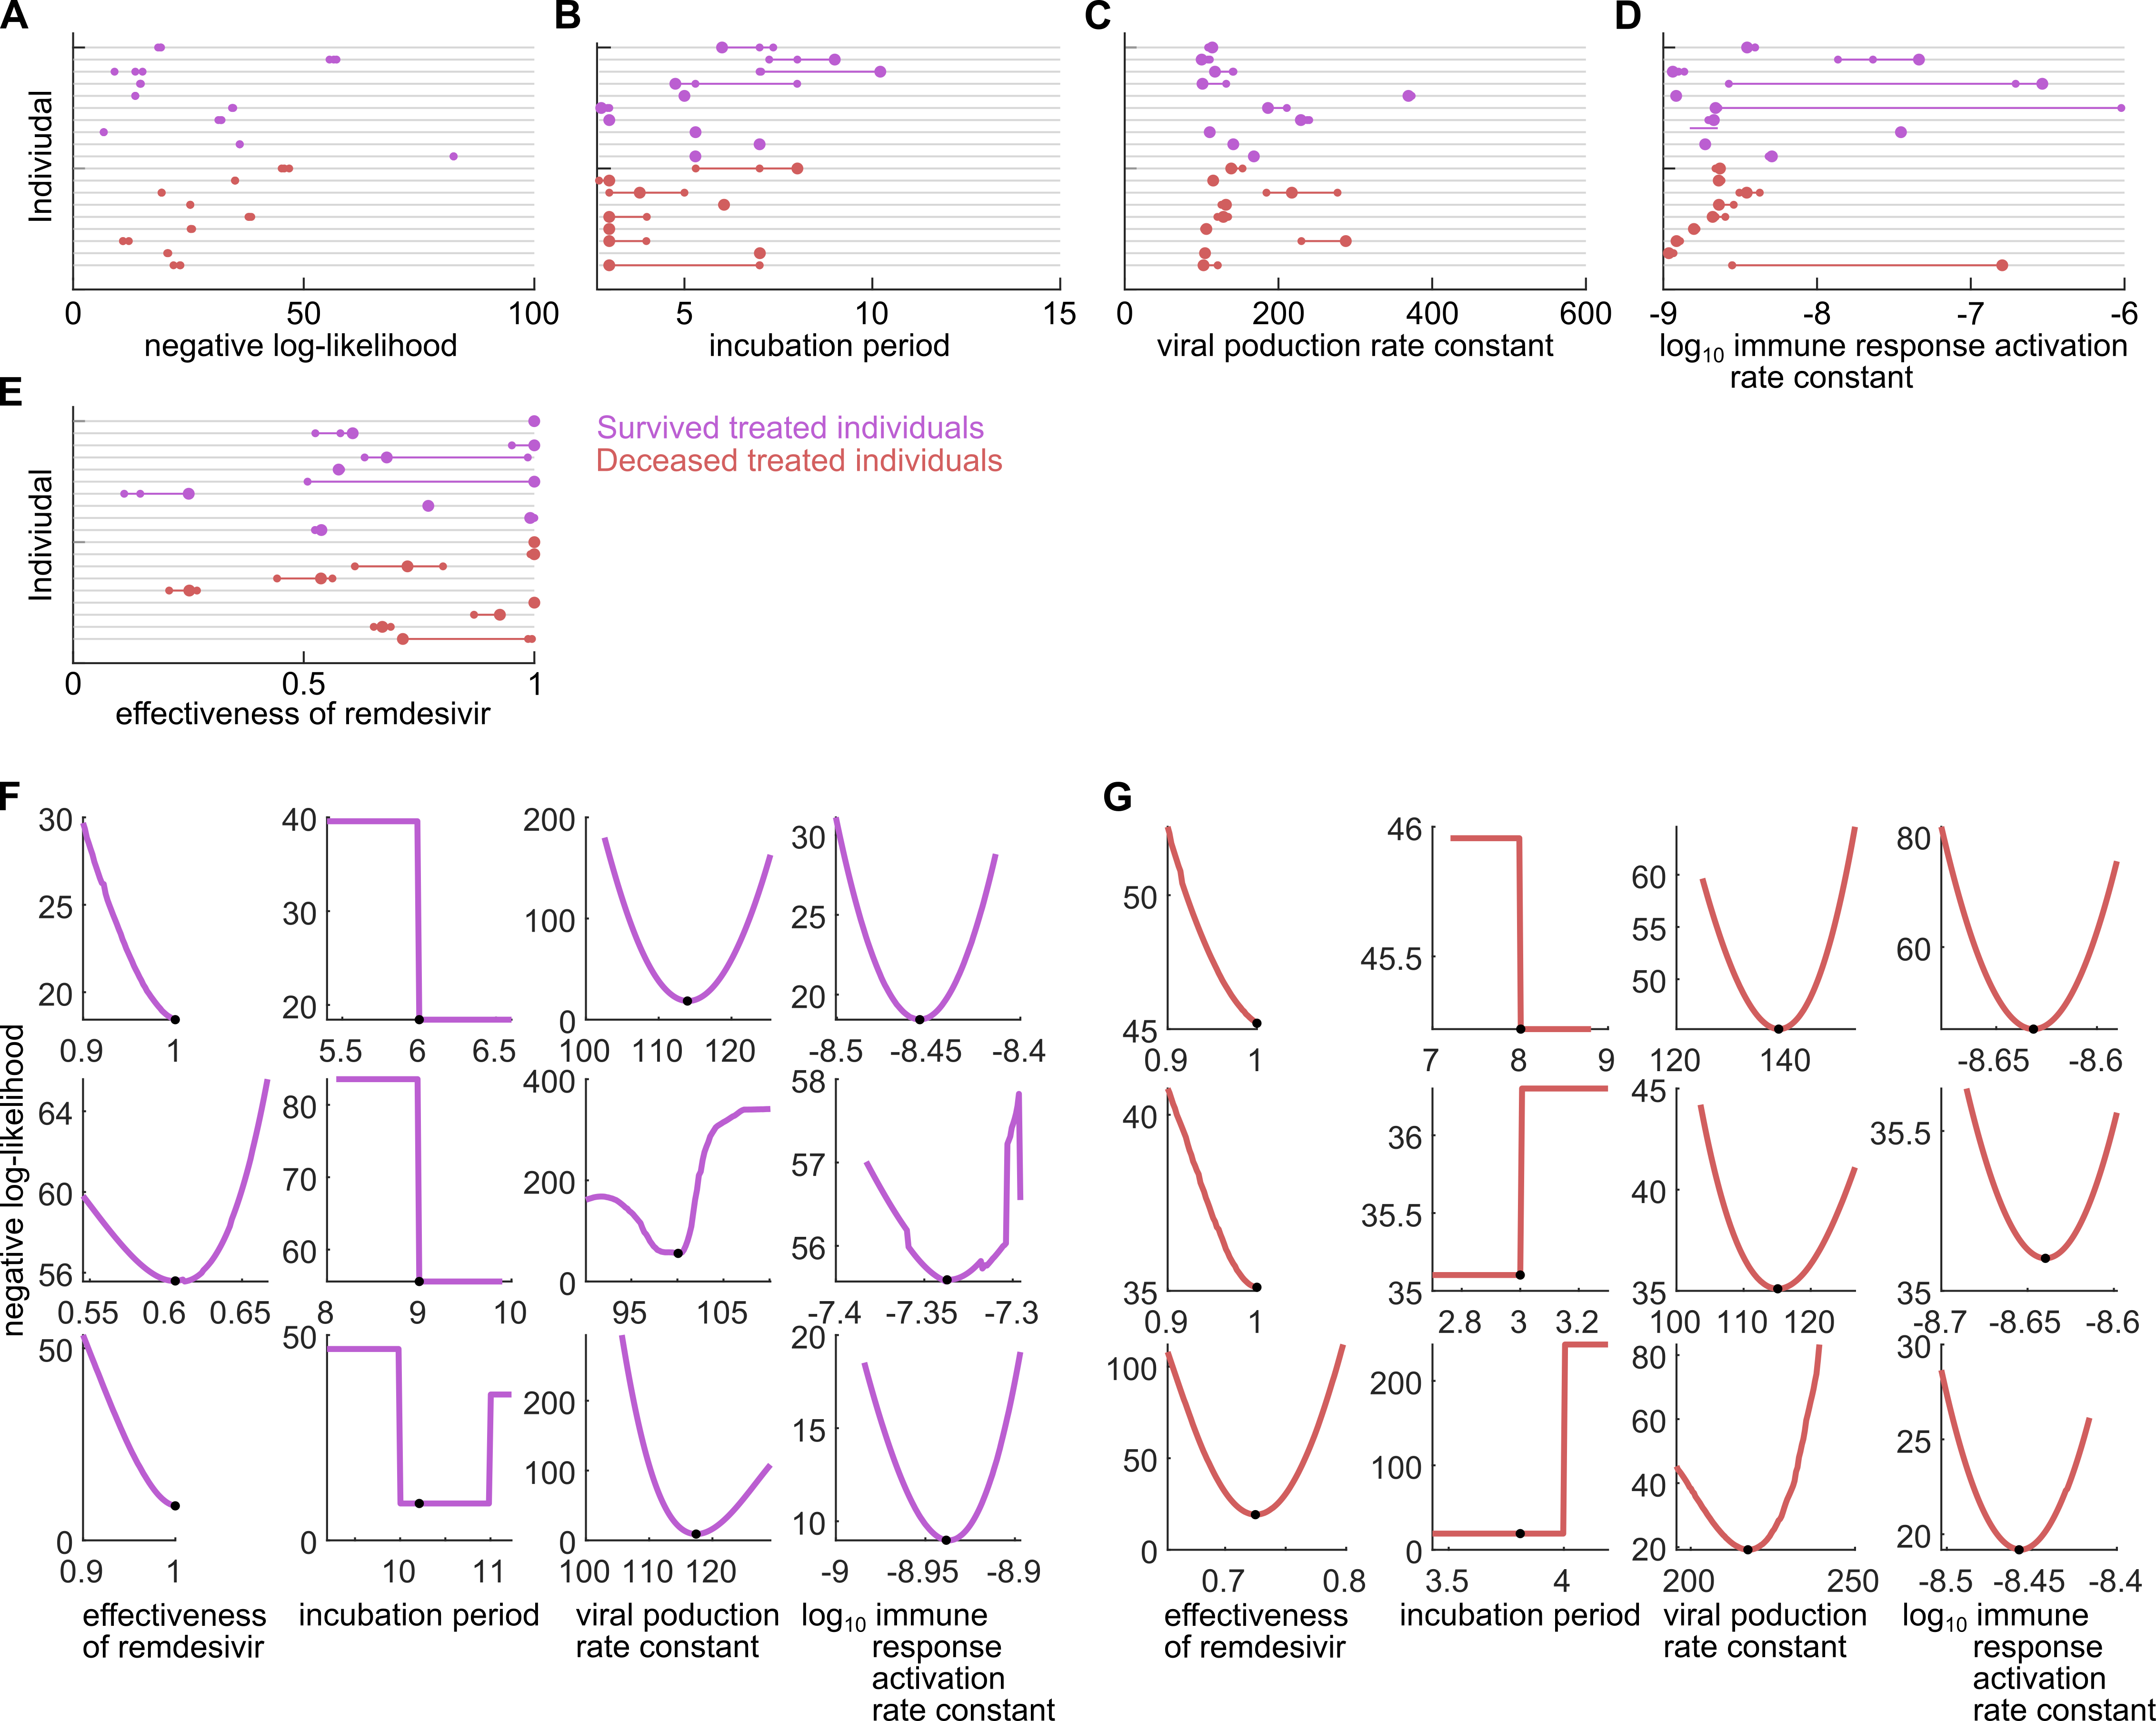 A
B
C
D
Indiviudal
0 50 100
negative log-likelihood
5 10 15
incubation period
0 200 400 600
viral poduction rate constant
-9 -8 -7 -6
log10 immune response activation
rate constant
E
Indiviudal
0 0.5 1
effectiveness of remdesivir
Survived treated individuals
Deceased treated individuals
F
negative log-likelihood
30
25
20
0.9 1
40
30
20
5.5 6 6.5
200
100
0
100 110 120
30
25
20
-8.5 -8.45 -8.4
64
60
56
0.55 0.6 0.65
80
70
60
8 9 10
400
200
0
95 105
58
57
56
-7.4 -7.35 -7.3
50
0
0.9 1
50
0
10 11
200
100
0
100 110 120
20
15
10
-9 -8.95 -8.9
effectiveness
of remdesivir
incubation period
viral poduction
rate constant
log10 immune
response
activation
rate constant
G
50
45
0.9 1
46
45.5
7 8 9
60
55
50
120 140
80
60
-8.65 -8.6
40
35
0.9 1
36
35.5
35
2.8 3 3.2
45
40
35
100 110 120
35.5
35
-8.7 -8.65 -8.6
100
50
0
0.7 0.8
200
100
0
3.5 4
80
60
40
20
200 250
30
25
20
-8.5 -8.45 -8.4
effectiveness
of remdesivir
incubation period
viral poduction
rate constant
log10 immune
response
activation
rate constant